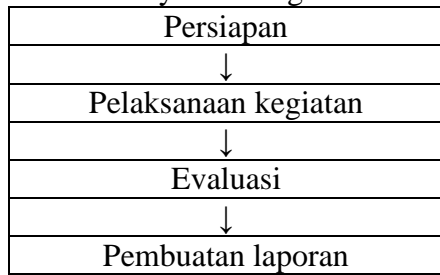 Persiapan
↓
Pelaksanaan kegiatan
↓
Evaluasi
↓
Pembuatan laporan